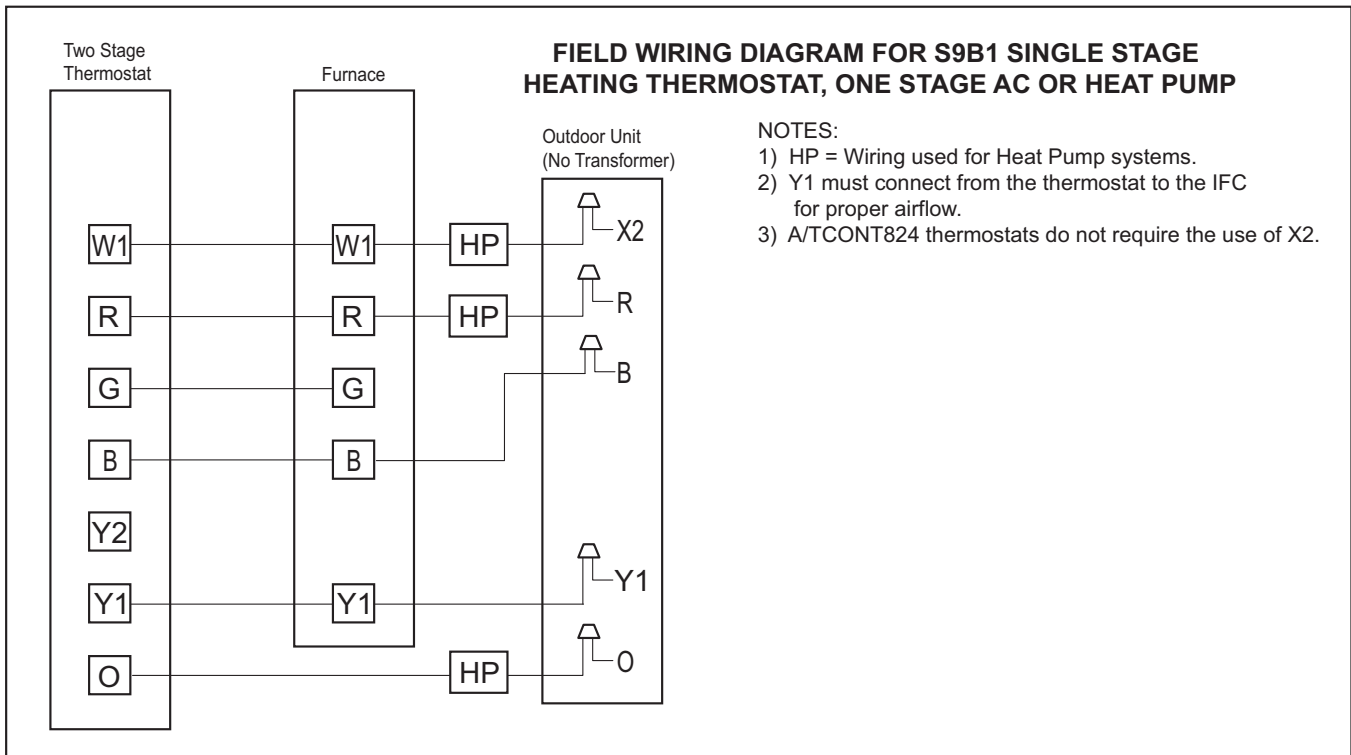 FIELD WIRING DIAGRAM FOR S9B1 SINGLE STAGE
HEATING THERMOSTAT, ONE STAGE AC OR HEAT PUMP
Two Stage
Thermostat
Furnace
Outdoor Unit
(No Transformer)
NOTES:
1) HP = Wiring used for Heat Pump systems.
2) Y1 must connect from the thermostat to the IFC
for proper airflow.
3) A/TCONT824 thermostats do not require the use of X2.
W1 W1 HP X2
R R HP R
G G
B B B
Y2
Y1 Y1 Y1
O HP O